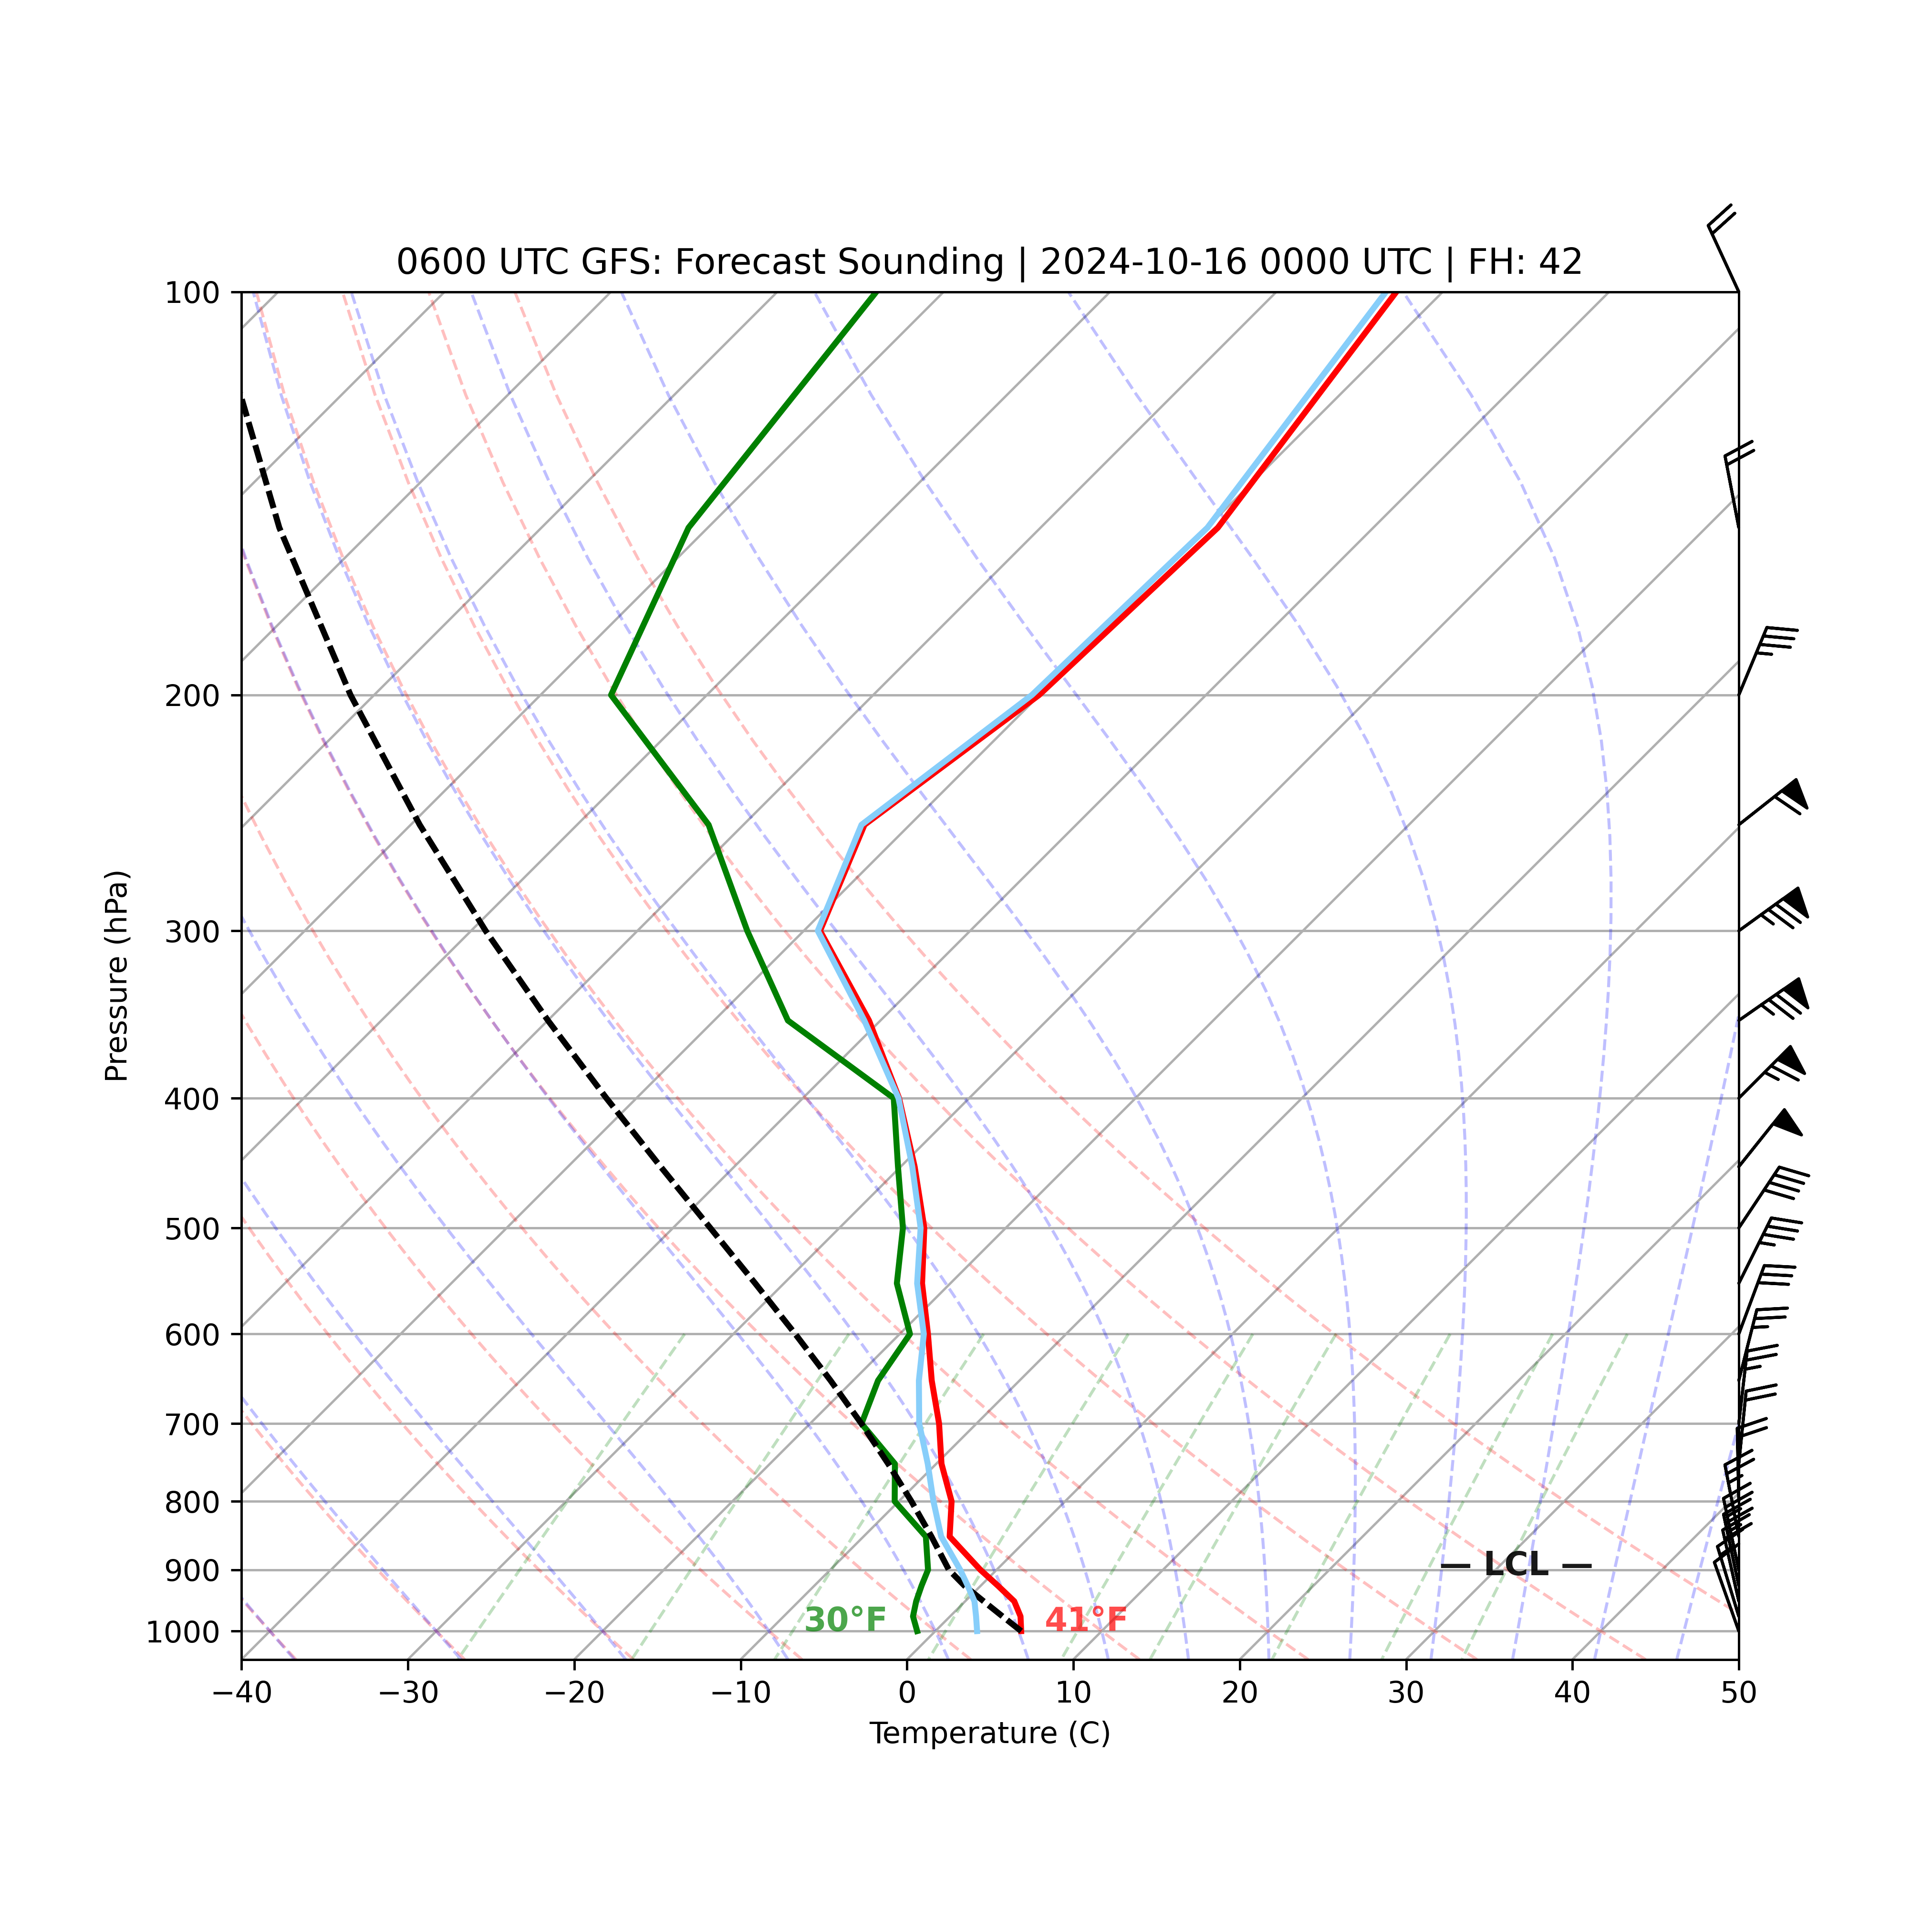 0600 UTC GFS: Forecast Sounding | 2024-10-16 0000 UTC | FH: 42
100
200
300
400
500
600
700
800
900
1000
Pressure (hPa)
— LCL —
30°F
41°F
−40 −30 −20 −10 0 10 20 30 40 50
Temperature (C)